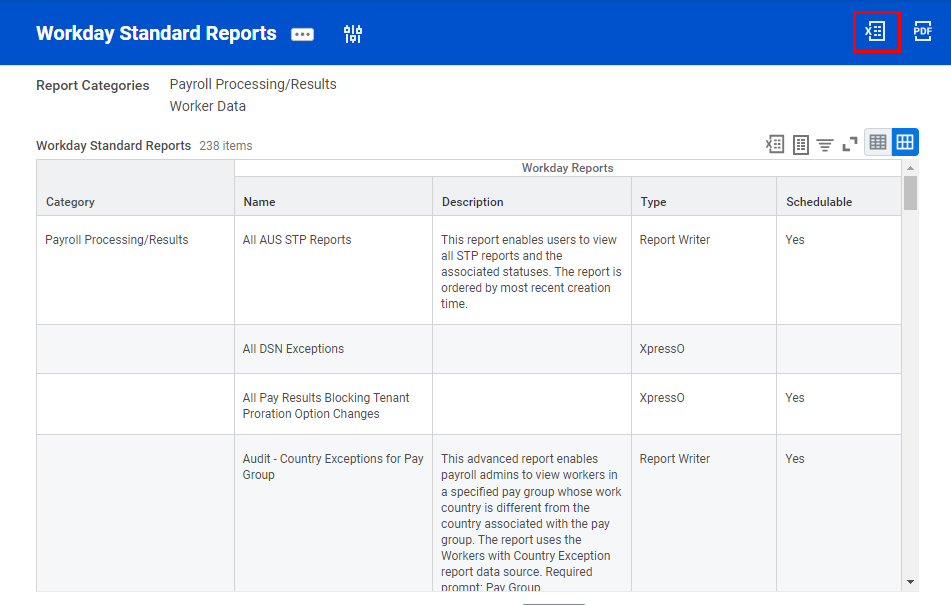 Workday Standard Reports
PDF
Report Categories
Payroll Processing/Results
Worker Data
Workday Standard Reports 238 items
Workday Reports
Category
Name
Description
Type
Schedulable
Payroll Processing/Results
All AUS STP Reports
This report enables users to view
all STP reports and the
associated statuses. The report is
ordered by most recent creation
time.
Report Writer
Yes
All DSN Exceptions
XpressO
All Pay Results Blocking Tenant
Proration Option Changes
XpressO
Yes
Audit - Country Exceptions for Pay
Group
This advanced report enables
payroll admins to view workers in
a specified pay group whose work
country is different from the
country associated with the pay
group. The report uses the
Workers with Country Exception
report data source. Required
prompt: Pay Group
Report Writer
Yes